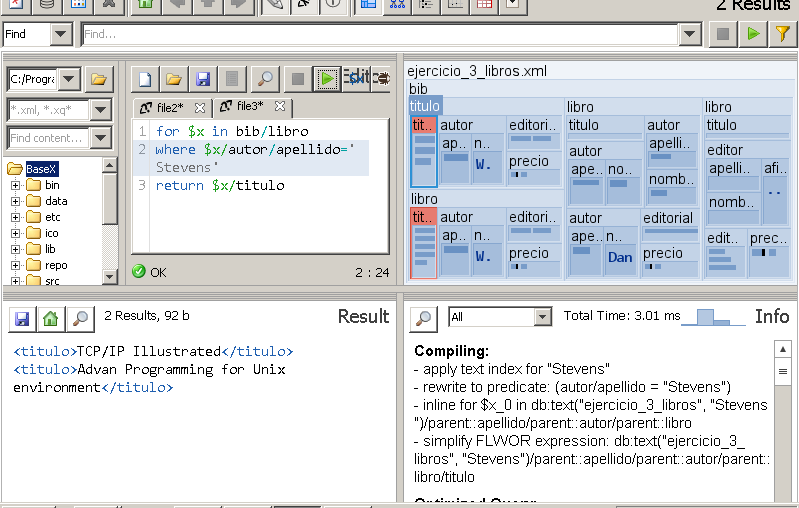 2 Results
Find
Find...
C:/Progra
*.xml, *.xq*
Find content...
BaseX
bin
data
etc
ico
lib
repo
src
Editor
file2*
file3*
1 for $x in bib/libro
2 where $x/autor/apellido='
Stevens'
3 return $x/titulo
OK
2 : 24
ejercicio_3_libros.xml
bib
titulo
libro
libro
tit..
autor
editori..
titulo
autor
titulo
ap..
n..
apelli..
W.
precio
autor
editor
ape..
no..
nomb..
apelli..
afi..
libro
nomb..
tit..
autor
editori..
autor
editorial
ap..
n..
ape..
n..
edit..
prec..
W.
precio
Dan
precio
2 Results, 92 b
Result
<titulo>TCP/IP Illustrated</titulo>
<titulo>Advan Programming for Unix
environment</titulo>
All
Total Time: 3.01 ms
Info
Compiling:
- apply text index for "Stevens"
- rewrite to predicate: (autor/apellido = "Stevens")
- inline for $x_0 in db:text("ejercicio_3_libros", "Stevens
")/parent::apellido/parent::autor/parent::libro
- simplify FLWOR expression: db:text("ejercicio_3_
libros", "Stevens")/parent::apellido/parent::autor/parent::
libro/titulo